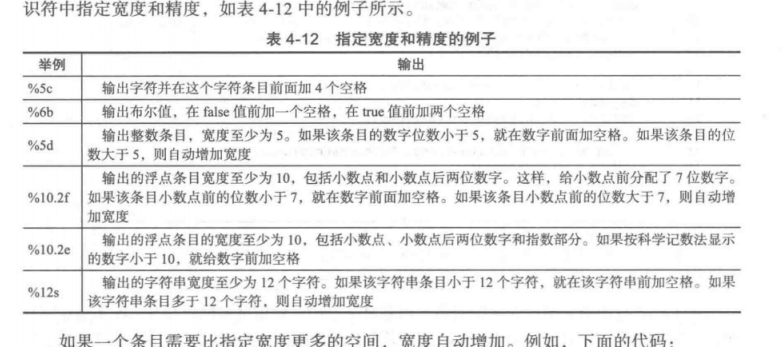 识符中指定宽度和精度，如表 4-12 中的例子所示。
表 4-12 指定宽度和精度的例子
举例 输出
%5c 输出字符并在这个字符条目前面加 4 个空格
%6b 输出布尔值，在 false 值前加一个空格，在 true 值前加两个空格
%5d 输出整数条目，宽度至少为 5。如果该条目的数字位数小于 5，就在数字前面加空格。如果该条目的位
数大于 5，则自动增加宽度
%10.2f 输出的浮点条目宽度至少为 10，包括小数点和小数点后两位数字。这样，给小数点前分配了 7 位数字。
如果该条目小数点前的位数小于 7，就在数字前面加空格。如果该条目小数点前的位数大于 7，则自动增
加宽度
%10.2e 输出的浮点条目的宽度至少为 10，包括小数点、小数点后两位数字和指数部分。如果按科学记数法显示
的数字小于 10，就给数字前加空格
%12s 输出的字符串宽度至少为 12 个字符。如果该字符串条目小于 12 个字符，就在该字符串前加空格。如果
该字符串条目多于 12 个字符，则自动增加宽度
如果一个条目需要比指定宽度更多的空间，宽度自动增加。例如，下面的代码：